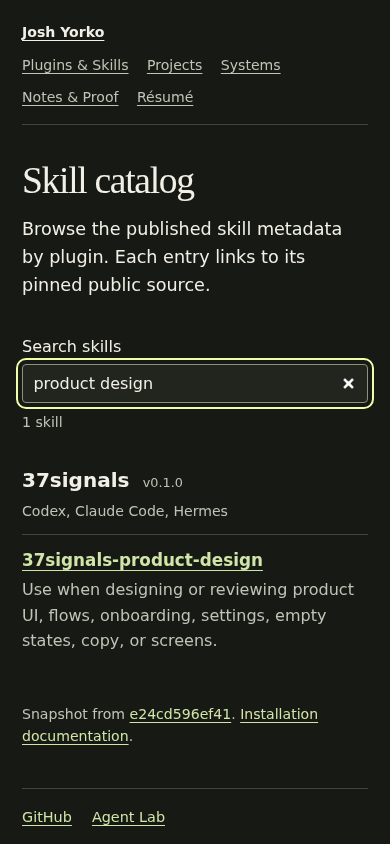 Josh Yorko
Plugins & Skills Projects Systems
Notes & Proof Résumé
Skill catalog
Browse the published skill metadata
by plugin. Each entry links to its
pinned public source.
Search skills
product design ×
1 skill
37signals v0.1.0
Codex, Claude Code, Hermes
37signals-product-design
Use when designing or reviewing product
UI, flows, onboarding, settings, empty
states, copy, or screens.
Snapshot from e24cd596ef41. Installation
documentation.
GitHub Agent Lab